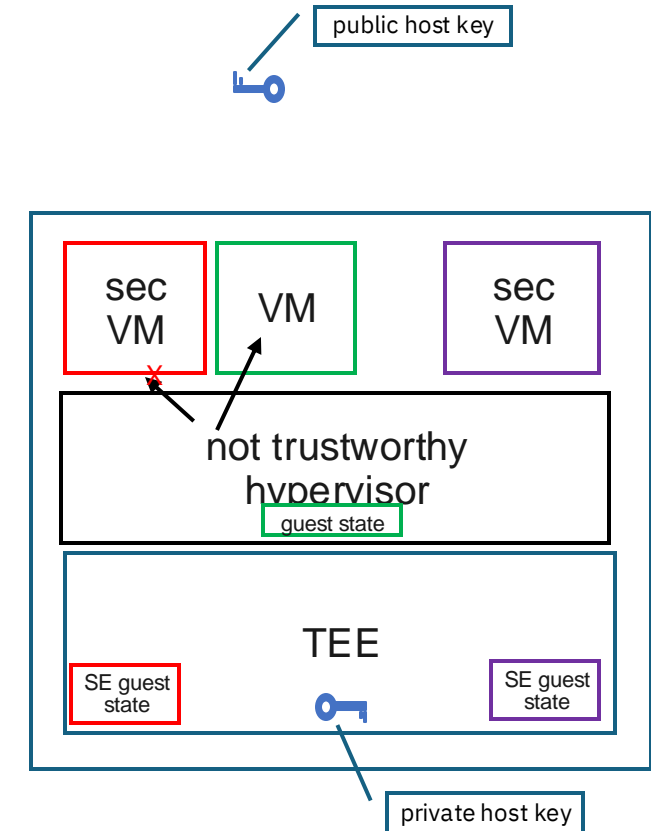 public host key
sec
VM
VM
sec
VM
X
not trustworthy
hypervisor
guest state
TEE
SE guest
state
SE guest
state
private host key